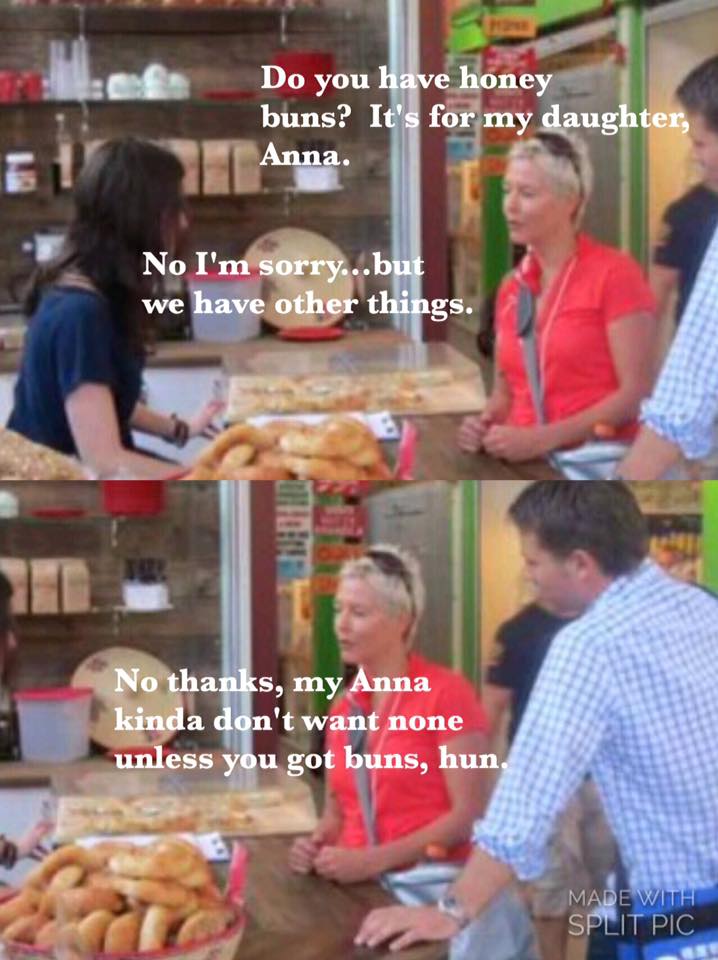 Do you have honey
buns? It's for my daughter,
Anna.
No I'm sorry...but
we have other things.
No thanks, my Anna
kinda don't want none
unless you got buns, hun.
MADE WITH
SPLIT PIC